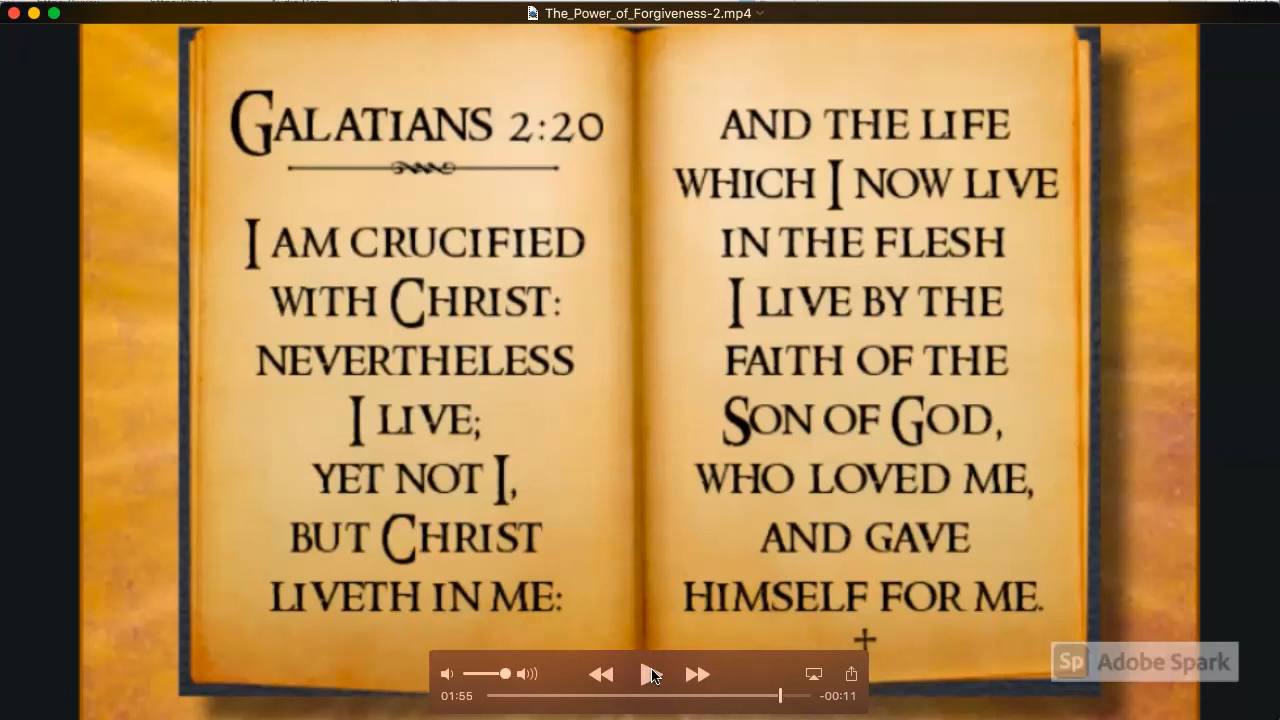 The_Power_of_Forgiveness-2.mp4
GALATIANS 2:20
I AM CRUCIFIED
WITH CHRIST:
NEVERTHELESS
I LIVE;
YET NOT I,
BUT CHRIST
LIVETH IN ME:
AND THE LIFE
WHICH I NOW LIVE
IN THE FLESH
I LIVE BY THE
FAITH OF THE
SON OF GOD,
WHO LOVED ME,
AND GAVE
HIMSELF FOR ME.
Sp Adobe Spark
01:55
-00:11